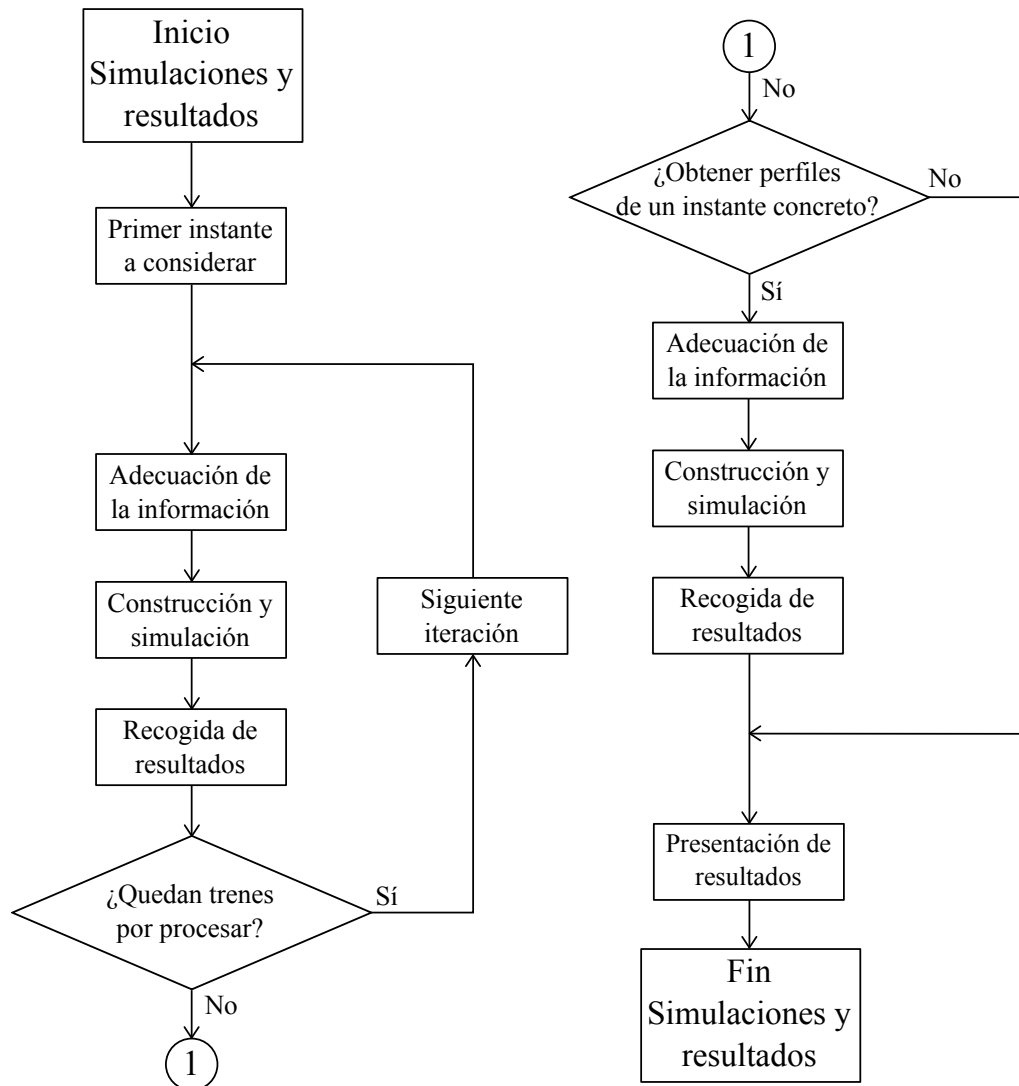 Inicio
Simulaciones y
resultados
Primer instante
a considerar
Adecuación de
la información
Construcción y
simulación
Siguiente
iteración
Recogida de
resultados
¿Quedan trenes
por procesar?
Sí
No
1
1
No
¿Obtener perfiles
de un instante concreto?
No
Sí
Adecuación de
la información
Construcción y
simulación
Recogida de
resultados
Presentación de
resultados
Fin
Simulaciones y
resultados